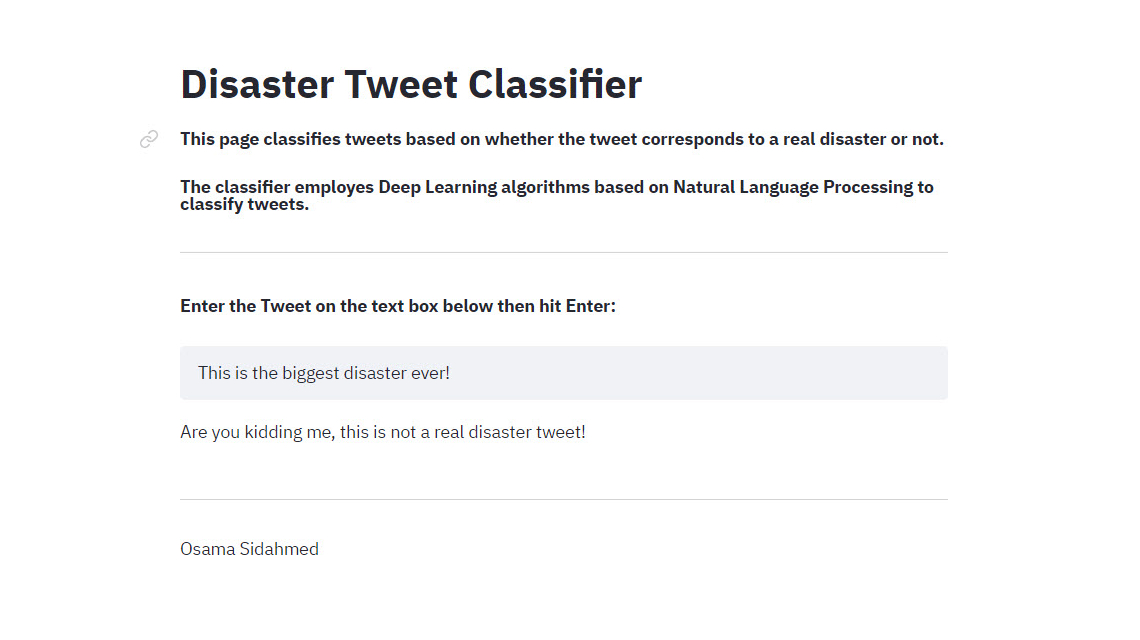 Disaster Tweet Classifier
This page classifies tweets based on whether the tweet corresponds to a real disaster or not.
The classifier employes Deep Learning algorithms based on Natural Language Processing to
classify tweets.
Enter the Tweet on the text box below then hit Enter:
This is the biggest disaster ever!
Are you kidding me, this is not a real disaster tweet!
Osama Sidahmed